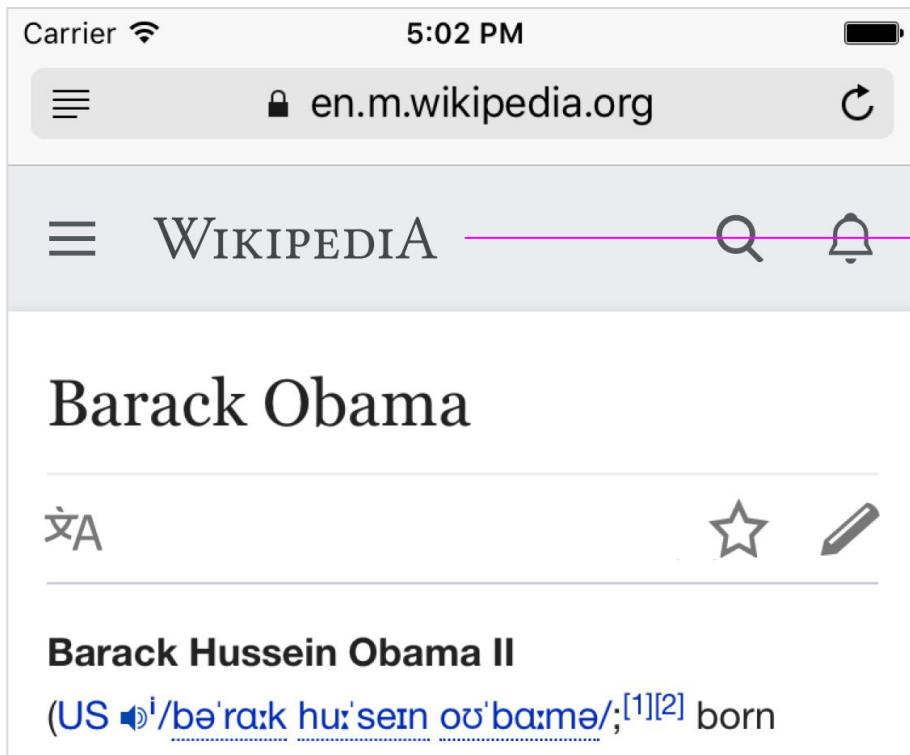 Carrier 5:02 PM
en.m.wikipedia.org
WIKIPEDIA
Barack Obama
文A
Barack Hussein Obama II
(US i/bəˈrɑːk huːˈseɪn oʊˈbɑːmə/;[1][2] born